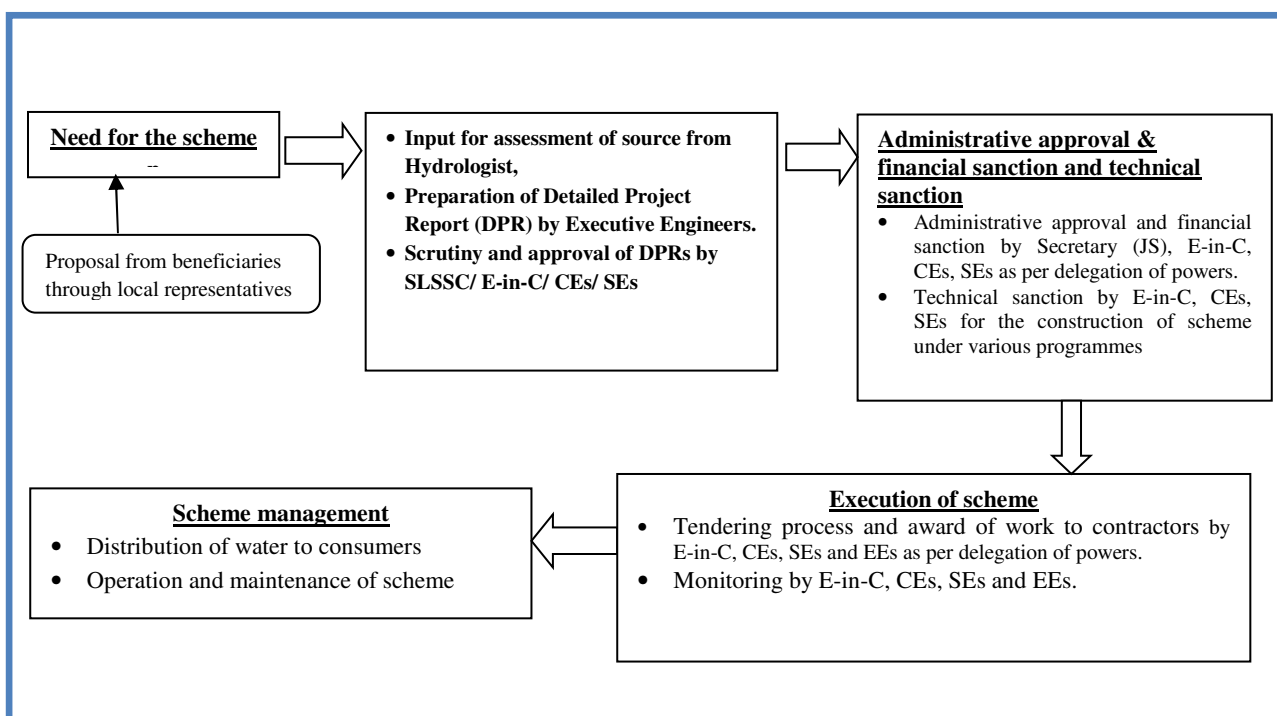 Need for the scheme
--
Proposal from beneficiaries
through local representatives
• Input for assessment of source from
Hydrologist,
• Preparation of Detailed Project
Report (DPR) by Executive Engineers.
• Scrutiny and approval of DPRs by
SLSSC/ E-in-C/ CEs/ SEs
Administrative approval &
financial sanction and technical
sanction
• Administrative approval and financial
sanction by Secretary (JS), E-in-C,
CEs, SEs as per delegation of powers.
• Technical sanction by E-in-C, CEs,
SEs for the construction of scheme
under various programmes
Execution of scheme
• Tendering process and award of work to contractors by
E-in-C, CEs, SEs and EEs as per delegation of powers.
• Monitoring by E-in-C, CEs, SEs and EEs.
Scheme management
• Distribution of water to consumers
• Operation and maintenance of scheme